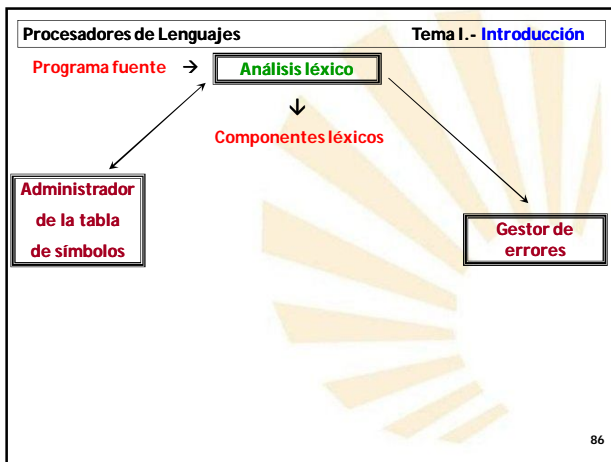 Procesadores de Lenguajes Tema I.- Introducción
Programa fuente → Análisis léxico
↓
Componentes léxicos
Administrador
de la tabla
de símbolos
Gestor de
errores
86